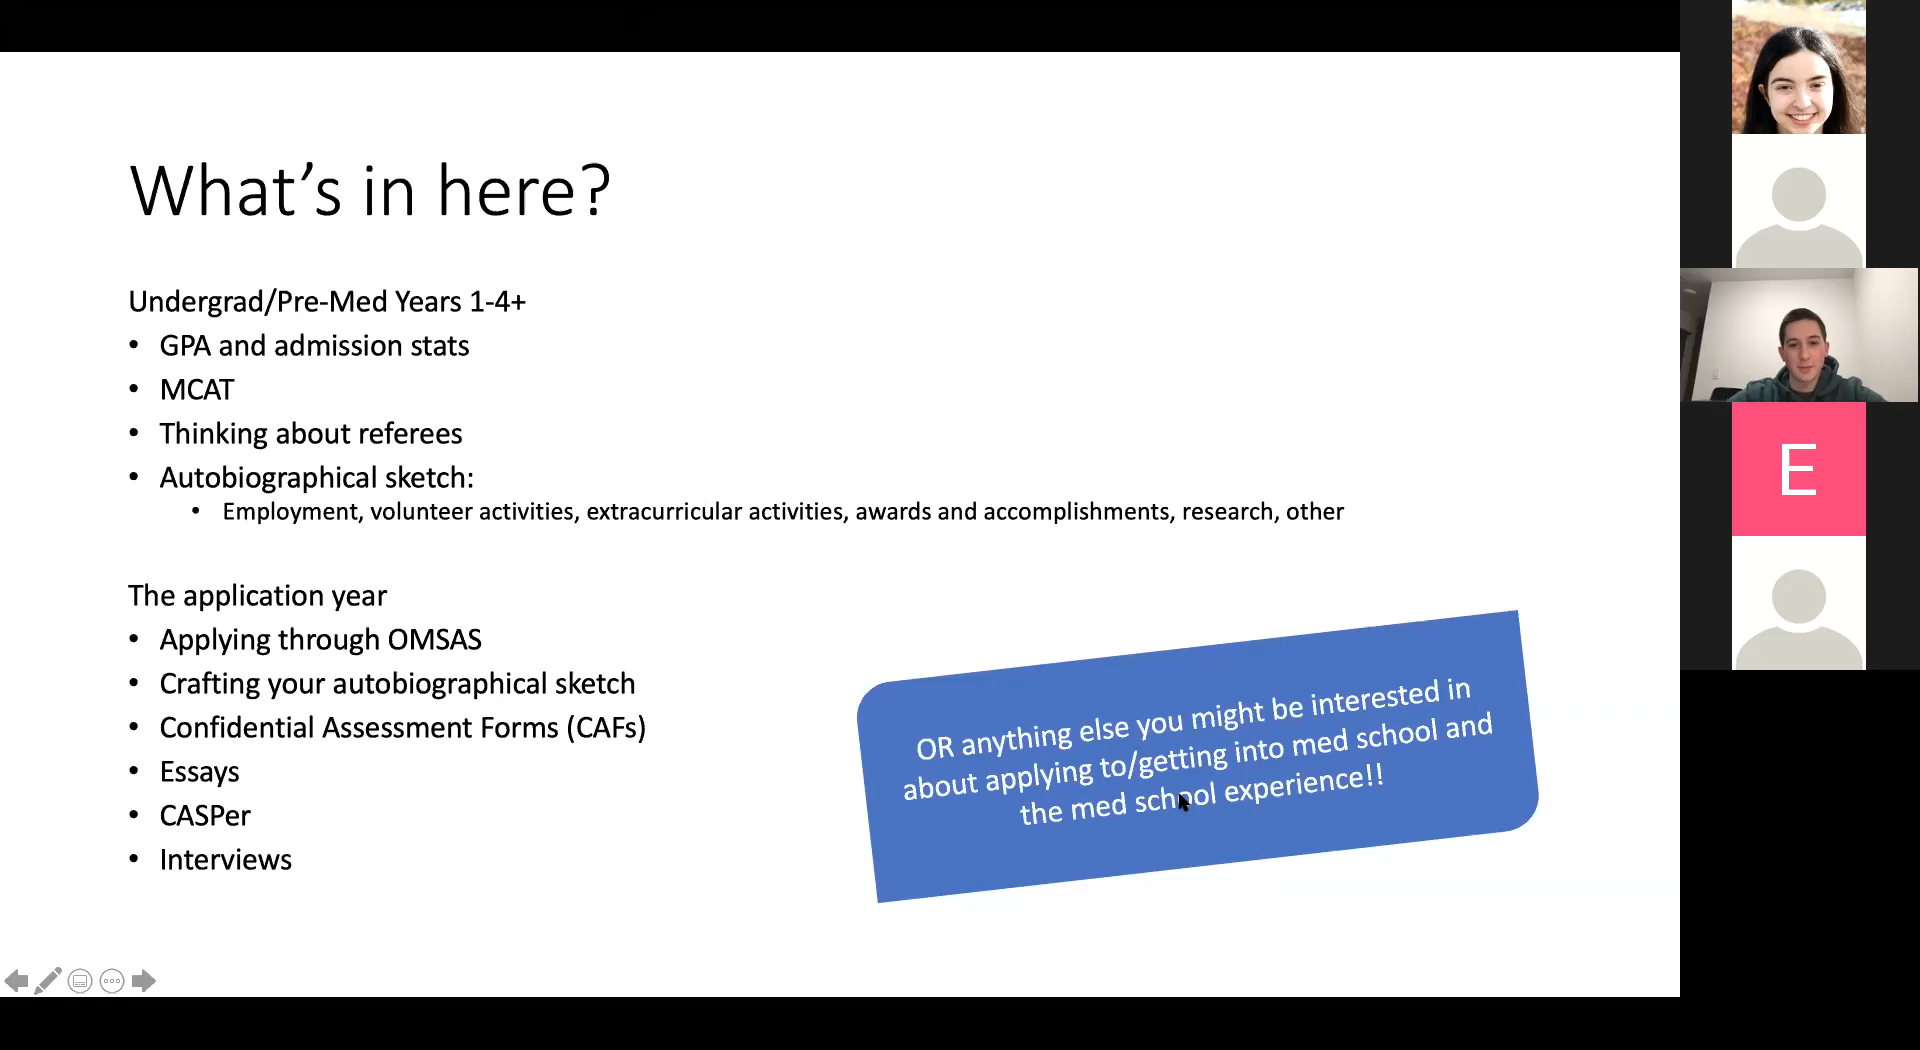 What's in here?
Undergrad/Pre-Med Years 1-4+
• GPA and admission stats
• MCAT
• Thinking about referees
• Autobiographical sketch:
• Employment, volunteer activities, extracurricular activities, awards and accomplishments, research, other
The application year
• Applying through OMSAS
• Crafting your autobiographical sketch
• Confidential Assessment Forms (CAFs)
• Essays
• CASPer
• Interviews
OR anything else you might be interested in
about applying to/getting into med school and
the med school experience!!
E